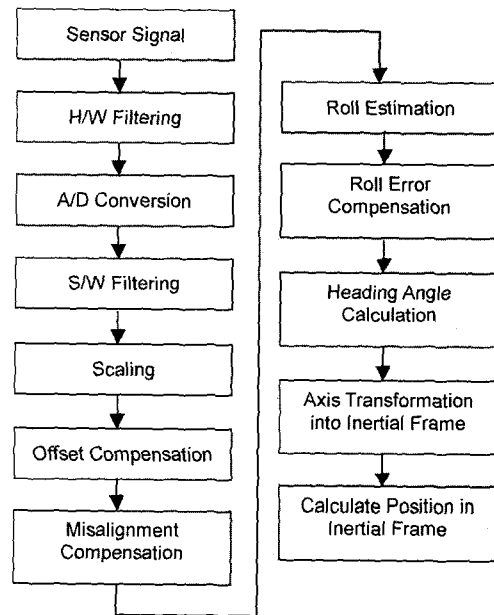 Sensor Signal
H/W Filtering
A/D Conversion
S/W Filtering
Scaling
Offset Compensation
Misalignment
Compensation
Roll Estimation
Roll Error
Compensation
Heading Angle
Calculation
Axis Transformation
into Inertial Frame
Calculate Position in
Inertial Frame